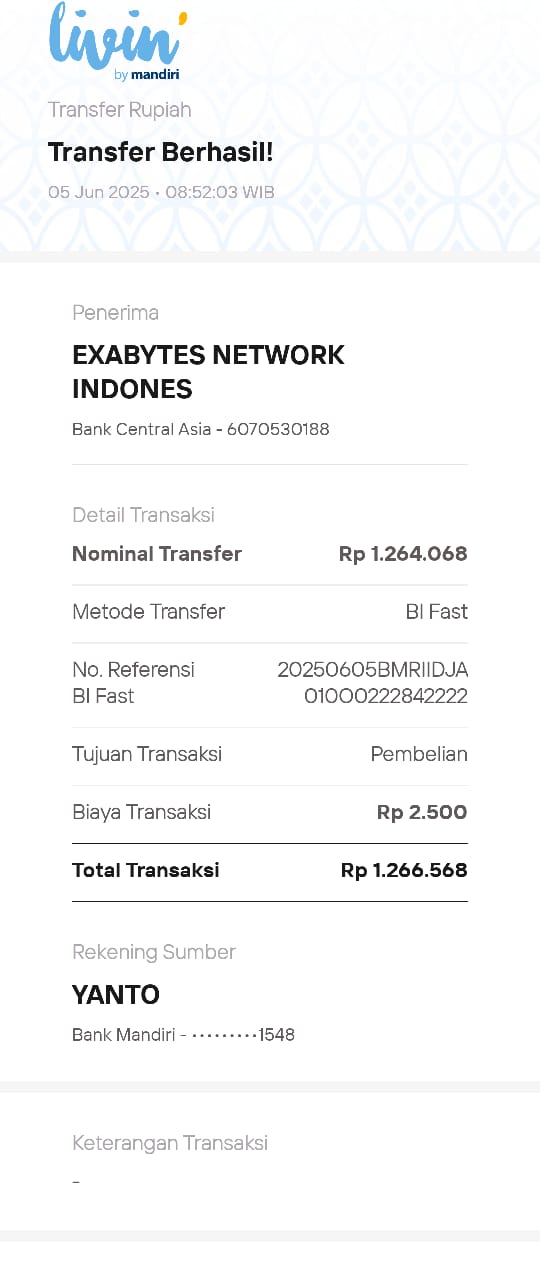 livin'
by mandiri
Transfer Rupiah
Transfer Berhasil!
05 Jun 2025 • 08:52:03 WIB
Penerima
EXABYTES NETWORK
INDONES
Bank Central Asia - 6070530188
Detail Transaksi
Nominal Transfer Rp 1.264.068
Metode Transfer BI Fast
No. Referensi 20250605BMRIIDJA
BI Fast 01000222842222
Tujuan Transaksi Pembelian
Biaya Transaksi Rp 2.500
Total Transaksi Rp 1.266.568
Rekening Sumber
YANTO
Bank Mandiri - •••••••••1548
Keterangan Transaksi
-